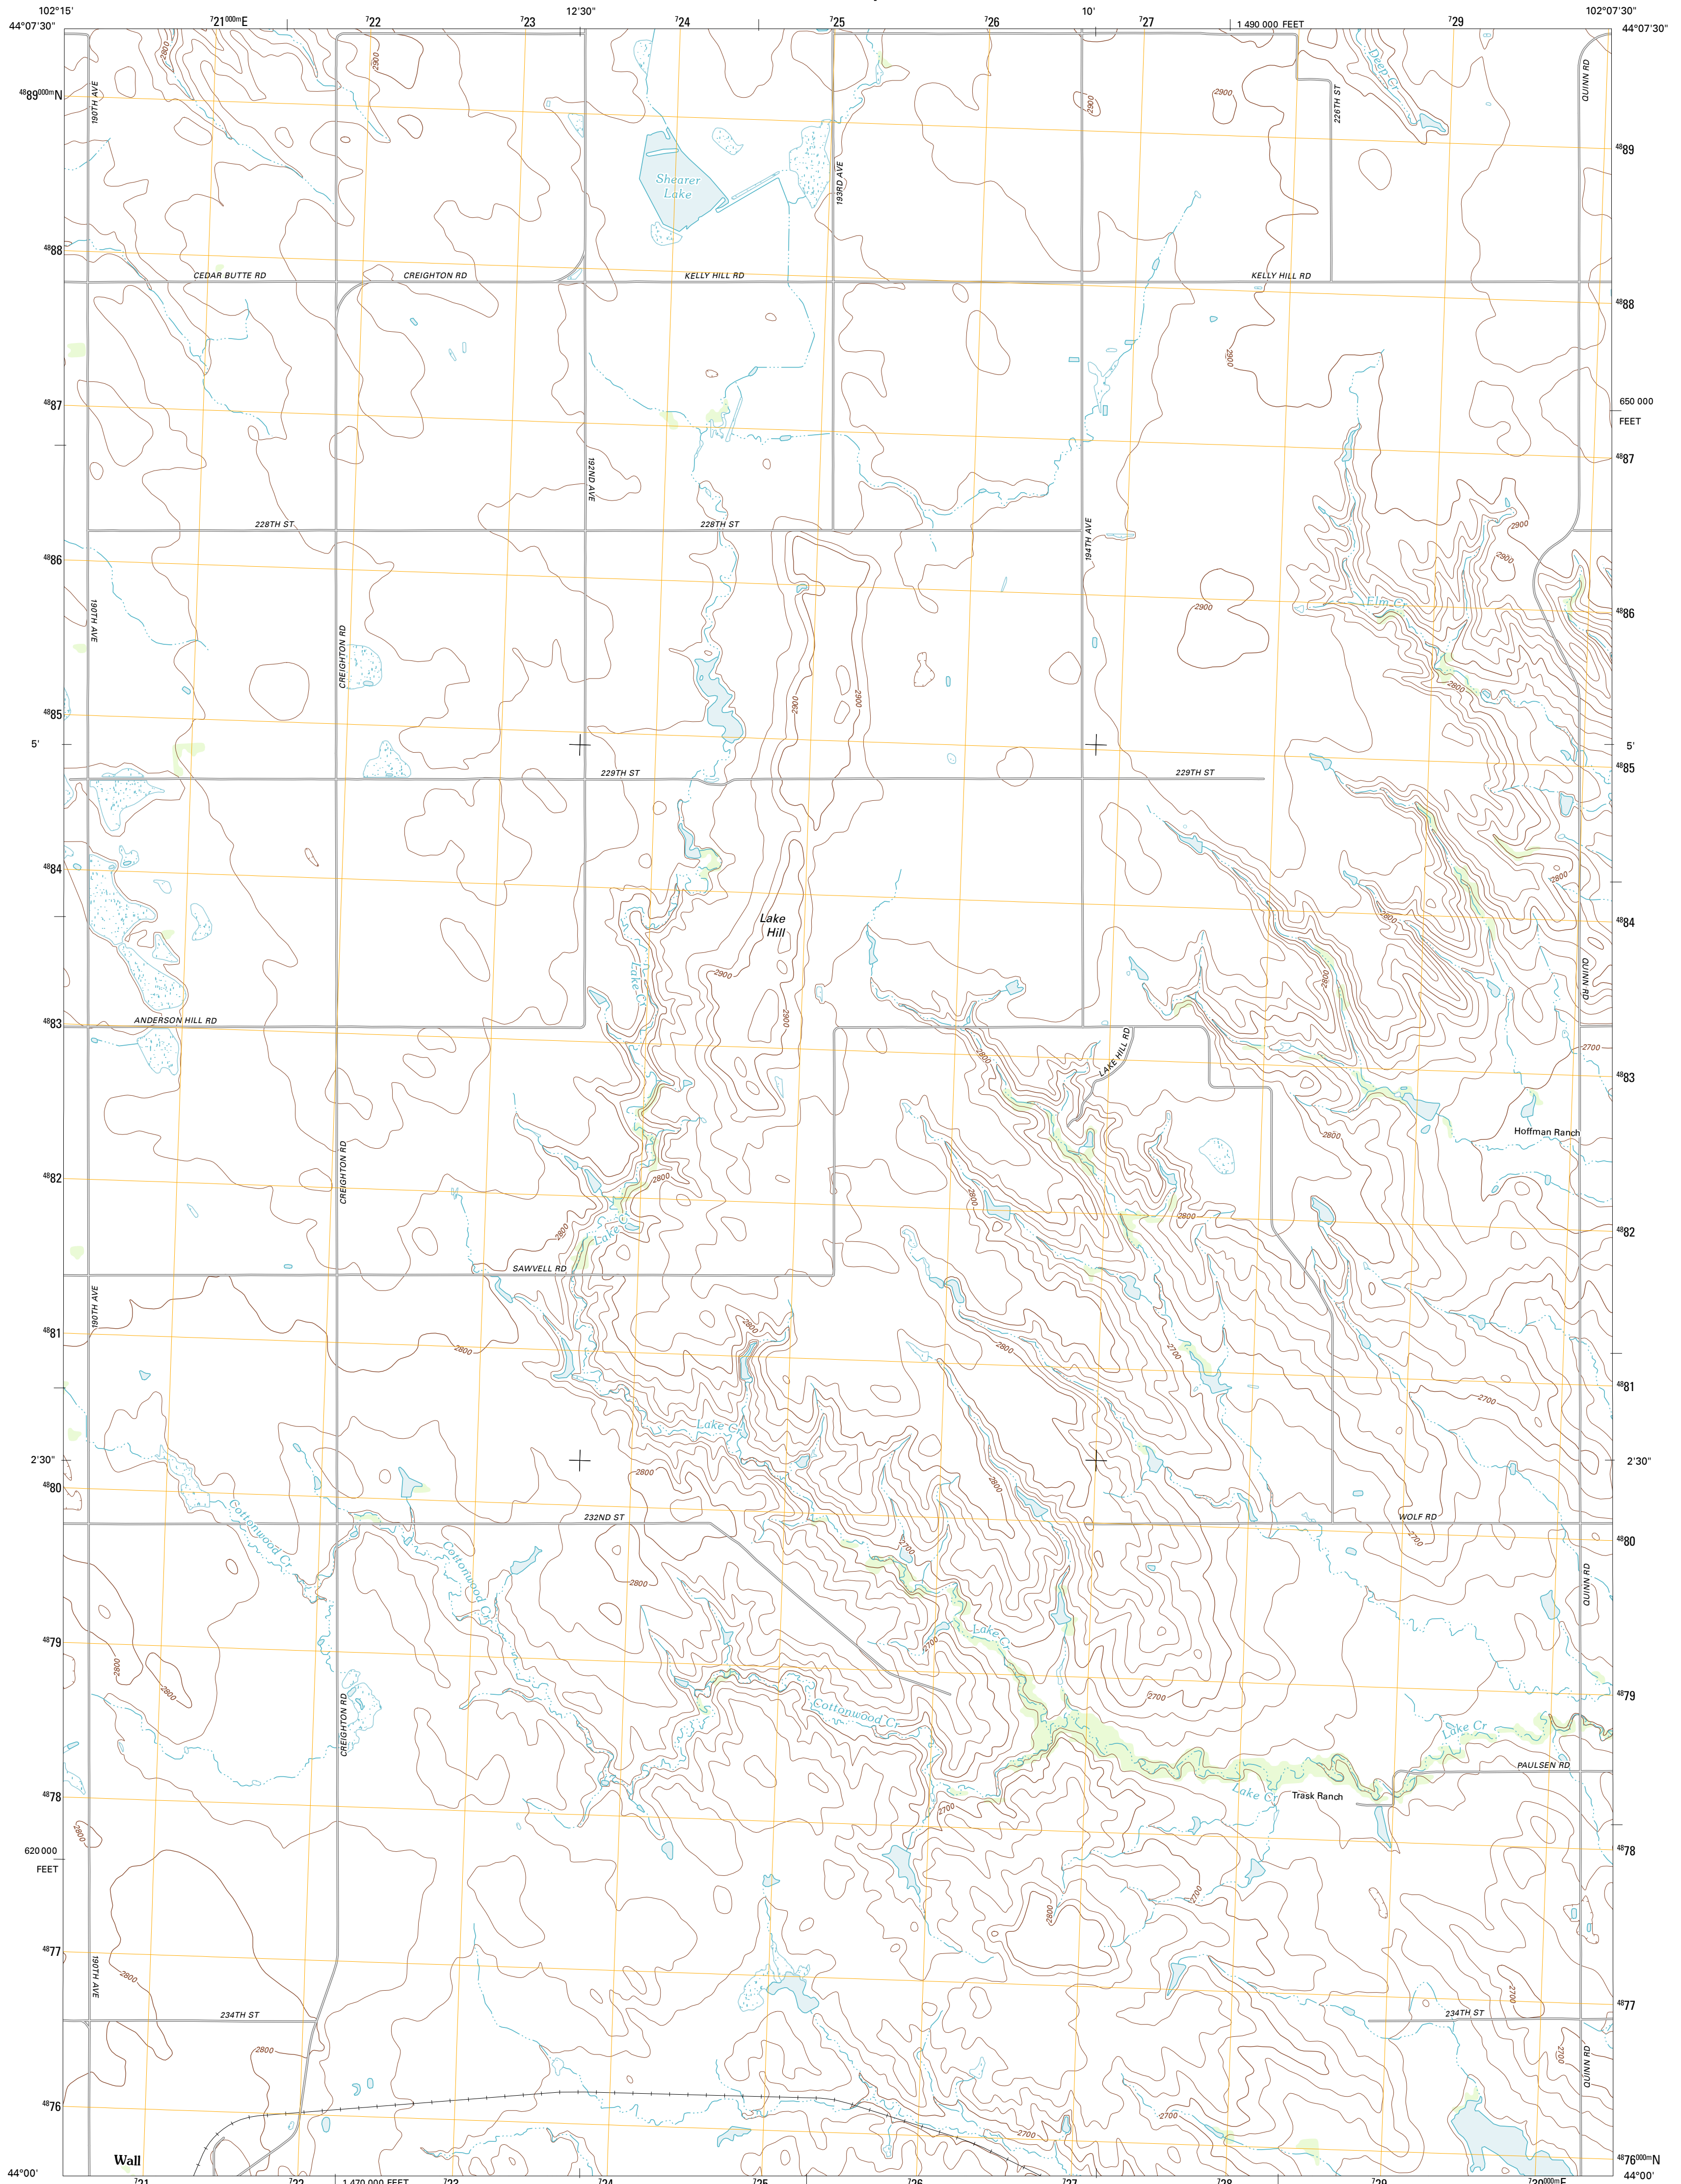 102°15'
⁷21⁰⁰⁰ᵐE
⁷22
⁷23
12'30"
⁷24
⁷25
⁷26
10'
⁷27
1 490 000 FEET
⁷29
102°07'30"
44°07'30"
44°07'30"
2800
2900
Deep Cr
QUINN RD
190TH AVE
⁴⁸89⁰⁰⁰ᵐN
2900
2900
226TH ST
⁴⁸89
Shearer
Lake
193RD AVE
⁴⁸88
CEDAR BUTTE RD
CREIGHTON RD
KELLY HILL RD
KELLY HILL RD
⁴⁸88
2900
⁴⁸87
650 000
FEET
⁴⁸87
192ND AVE
228TH ST
228TH ST
194TH AVE
2900
2900
⁴⁸86
190TH AVE
2900
Elm Cr
⁴⁸86
CREIGHTON RD
2800
2900
2900
⁴⁸85
5'
5'
229TH ST
229TH ST
⁴⁸85
⁴⁸84
2800
2800
Lake
Hill
⁴⁸84
Lake Cr
2900
2800
QUINN RD
2900
ANDERSON HILL RD
⁴⁸83
LAKE HILL RD
2800
2700
⁴⁸83
Hoffman Ranch
2800
CREIGHTON RD
⁴⁸82
2800
2800
2800
2800
Lake Cr
⁴⁸82
SAWVELL RD
190TH AVE
⁴⁸81
2800
2800
2800
2700
⁴⁸81
2700
Lake Cr
2'30"
2'30"
2800
2800
⁴⁸80
Cottonwood Cr
232ND ST
WOLF RD
2700
2700
⁴⁸80
Cottonwood Cr
2800
QUINN RD
⁴⁸79
Lake Cr
2700
2800
2800
2700
⁴⁸79
CREIGHTON RD
Cottonwood Cr
Lake Cr
PAULSEN RD
Lake Cr
Trask Ranch
⁴⁸78
2700
2800
⁴⁸78
620 000
FEET
2700
2800
⁴⁸77
190TH AVE
2800
2700
⁴⁸77
234TH ST
234TH ST
2800
2700
QUINN RD
⁴⁸76
2700
2700
Wall
⁴⁸76⁰⁰⁰ᵐN
44°00'
44°00'
1 470 000 FEET